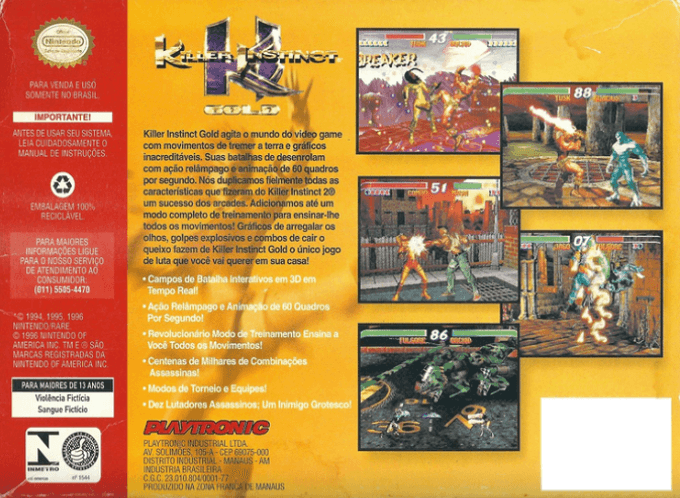 Nintendo
PARA VENDA E USO
SOMENTE NO BRASIL.
IMPORTANTE!
ANTES DE USAR SEU SISTEMA,
LEIA CUIDADOSAMENTE O
MANUAL DE INSTRUÇÕES.
EMBALAGEM 100%
RECICLÁVEL
PARA MAIORES
INFORMAÇÕES LIGUE
PARA O NOSSO SERVIÇO
DE ATENDIMENTO AO
CONSUMIDOR:
(011) 5505-4470
© 1994, 1995, 1996
NINTENDO/RARE.
© 1996 NINTENDO OF
AMERICA INC. TM E ® SÃO
MARCAS REGISTRADAS DA
NINTENDO OF AMERICA INC.
PARA MAIORES DE 13 ANOS
Violência Fictícia
Sangue Fictício
INMETRO
KILLER INSTINCT
GOLD
Killer Instinct Gold agita o mundo do video game
com movimentos de tremer a terra e gráficos
inacreditáveis. Suas batalhas de desenrolam
com ação relâmpago e animação de 60 quadros
por segundo. Nós duplicamos fielmente todas as
características que fizeram do Killer Instinct 2®
um sucesso dos arcades. Adicionamos até um
modo completo de treinamento para ensinar-lhe
todos os movimentos! Gráficos de arregalar os
olhos, golpes explosivos e combos de cair o
queixo fazem de Killer Instinct Gold o único jogo
de luta que você vai querer em sua casa!
• Campos de Batalha Interativos em 3D em
Tempo Real!
• Ação Relâmpago e Animação de 60 Quadros
Por Segundo!
• Revolucionário Modo de Treinamento Ensina a
Você Todos os Movimentos!
• Centenas de Milhares de Combinações
Assassinas!
• Modos de Torneio e Equipes!
• Dez Lutadores Assassinos; Um Inimigo Grotesco!
PLAYTRONIC
PLAYTRONIC INDUSTRIAL LTDA.
AV. SOLIMÕES, 105-A - CEP 69075-000
DISTRITO INDUSTRIAL - MANAUS - AM
INDÚSTRIA BRASILEIRA
C.G.C. 23.010.804/0001-77
PRODUZIDO NA ZONA FRANCA DE MANAUS
43
TUSK
ORCHID
BREAKER
88
TUSK
51
07
JAGO
FULGORE
86
FULGORE
ORCHID